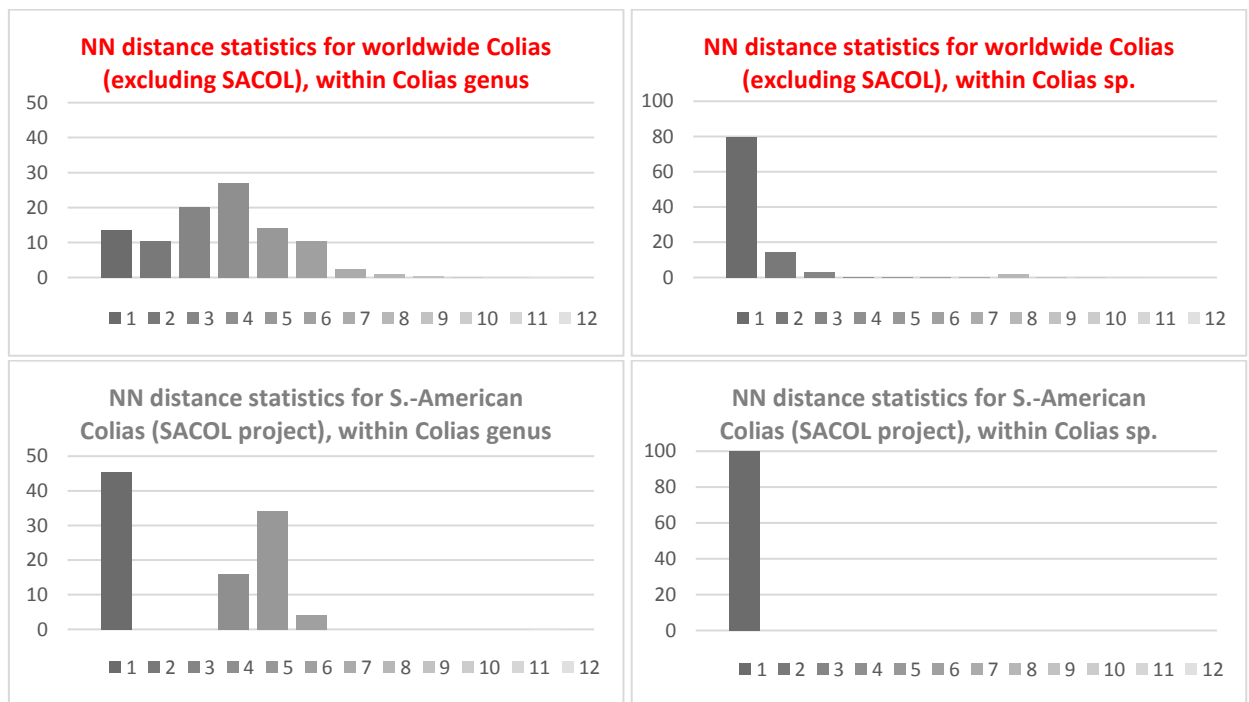 NN distance statistics for worldwide Colias
(excluding SACOL), within Colias genus
50
40
30
20
10
0
1 2 3 4 5 6 7 8 9 10 11 12
NN distance statistics for worldwide Colias
(excluding SACOL), within Colias sp.
100
80
60
40
20
0
1 2 3 4 5 6 7 8 9 10 11 12
NN distance statistics for S.-American
Colias (SACOL project), within Colias genus
50
40
30
20
10
0
1 2 3 4 5 6 7 8 9 10 11 12
NN distance statistics for S.-American
Colias (SACOL project), within Colias sp.
100
80
60
40
20
0
1 2 3 4 5 6 7 8 9 10 11 12